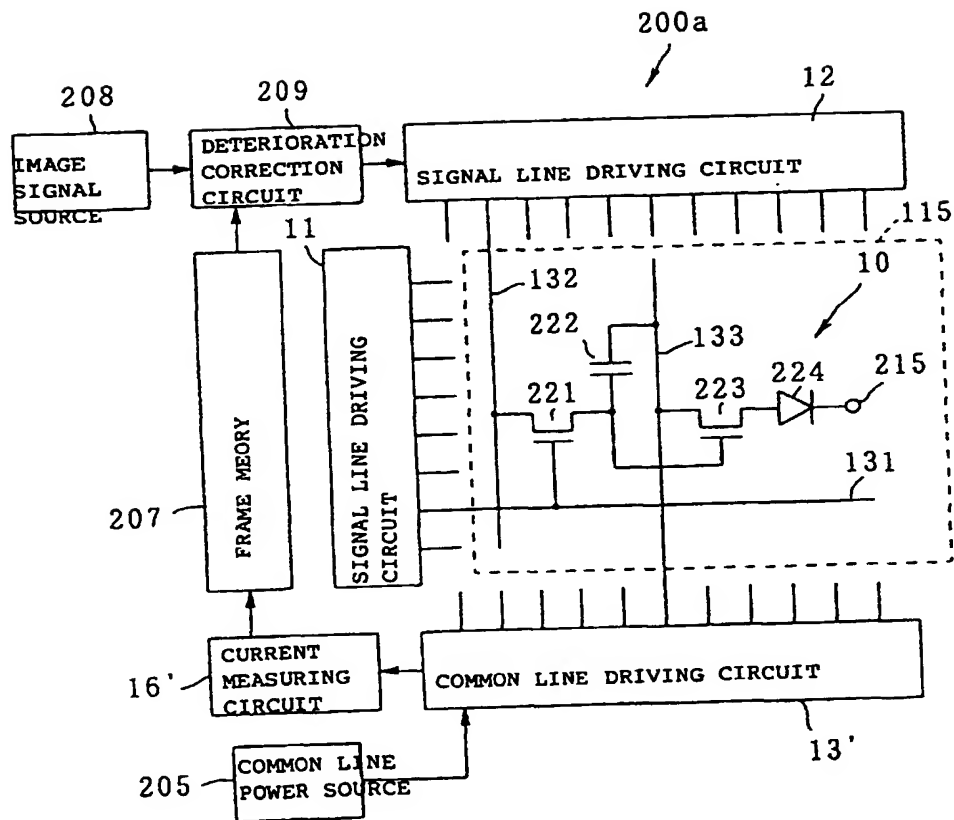 200a
208
209
12
IMAGE
SIGNAL
SOURCE
DETERIORATION
CORRECTION
CIRCUIT
SIGNAL LINE DRIVING CIRCUIT
11
115
132
10
222
133
224
215
221
223
131
207
FRAME MEORY
SIGNAL LINE DRIVING
CIRCUIT
16'
CURRENT
MEASURING
CIRCUIT
COMMON LINE DRIVING CIRCUIT
13'
205
COMMON LINE
POWER SOURCE